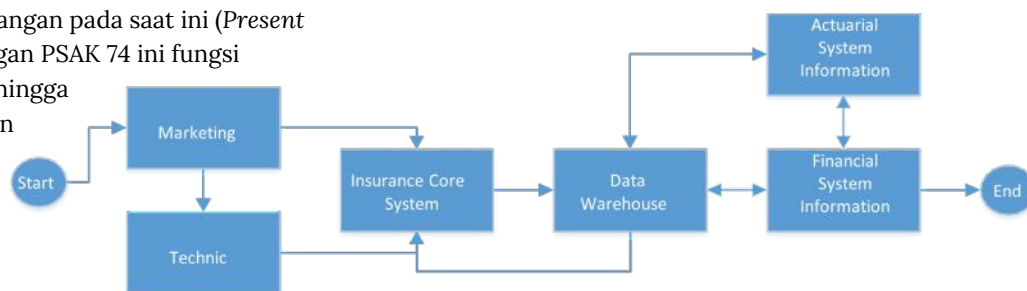 angan pada saat ini (Present
gan PSAK 74 ini fungsi
hingga
n
Start
Marketing
Technic
Insurance Core
System
Data
Warehouse
Actuarial
System
Information
Financial
System
Information
End